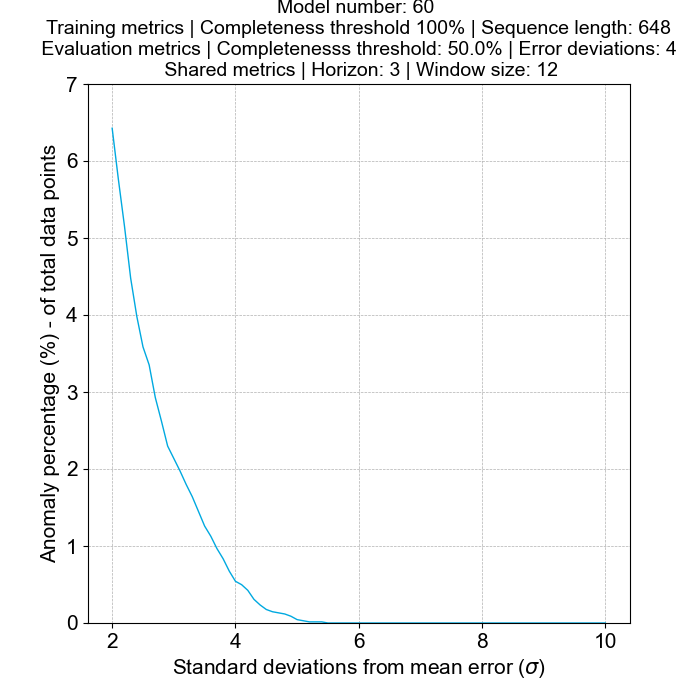 Model number: 60
Training metrics | Completeness threshold 100% | Sequence length: 648
Evaluation metrics | Completenesss threshold: 50.0% | Error deviations: 4
Shared metrics | Horizon: 3 | Window size: 12
Anomaly percentage (%) - of total data points
7
6
5
4
3
2
1
0
2 4 6 8 10
Standard deviations from mean error (σ)